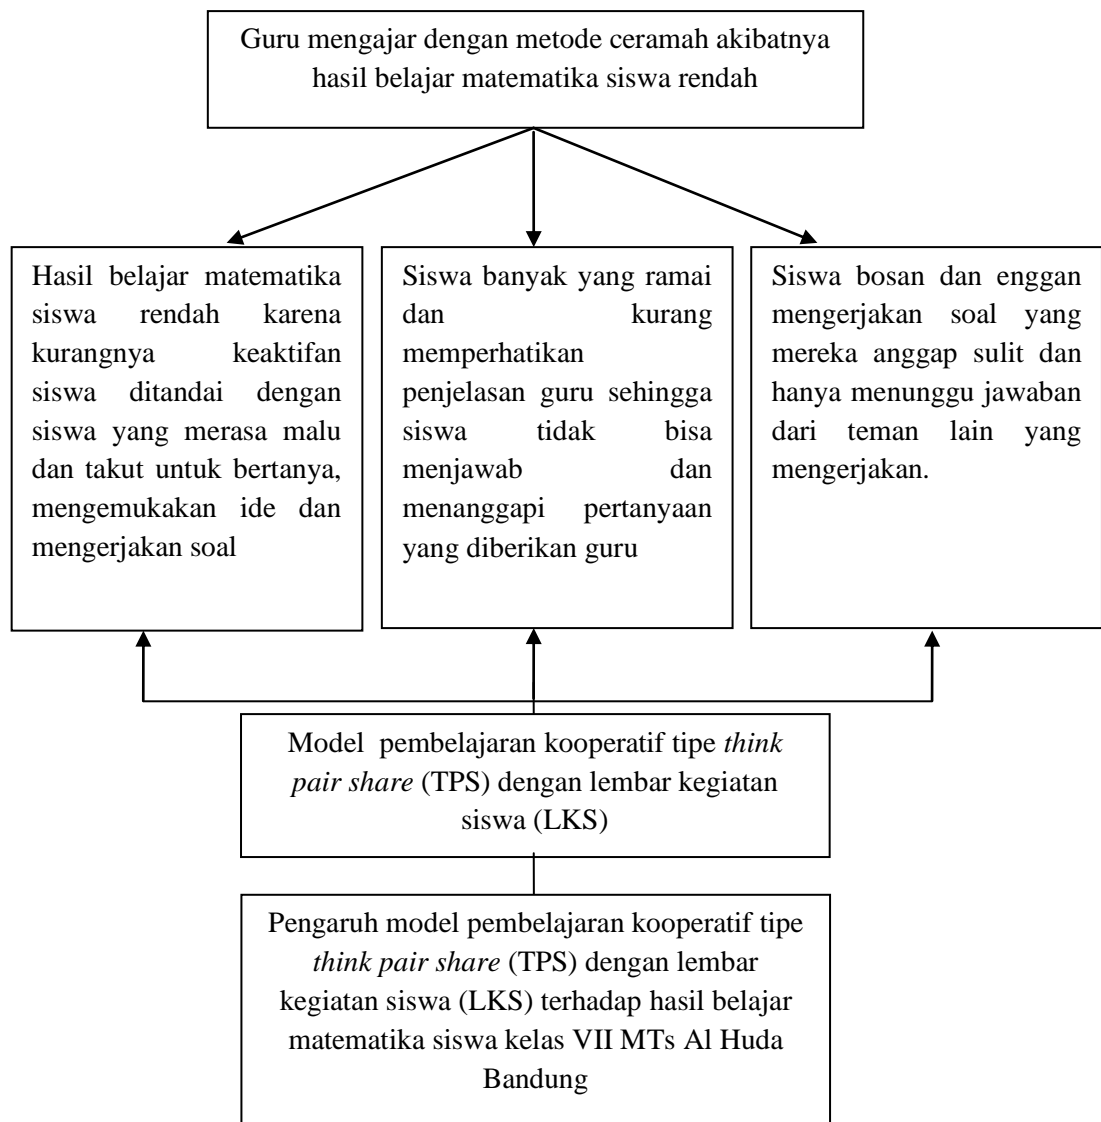 Guru mengajar dengan metode ceramah akibatnya
hasil belajar matematika siswa rendah
Hasil belajar matematika
siswa rendah karena
kurangnya keaktifan
siswa ditandai dengan
siswa yang merasa malu
dan takut untuk bertanya,
mengemukakan ide dan
mengerjakan soal
Siswa banyak yang ramai
dan kurang
memperhatikan
penjelasan guru sehingga
siswa tidak bisa
menjawab dan
menanggapi pertanyaan
yang diberikan guru
Siswa bosan dan enggan
mengerjakan soal yang
mereka anggap sulit dan
hanya menunggu jawaban
dari teman lain yang
mengerjakan.
Model pembelajaran kooperatif tipe think
pair share (TPS) dengan lembar kegiatan
siswa (LKS)
Pengaruh model pembelajaran kooperatif tipe
think pair share (TPS) dengan lembar
kegiatan siswa (LKS) terhadap hasil belajar
matematika siswa kelas VII MTs Al Huda
Bandung